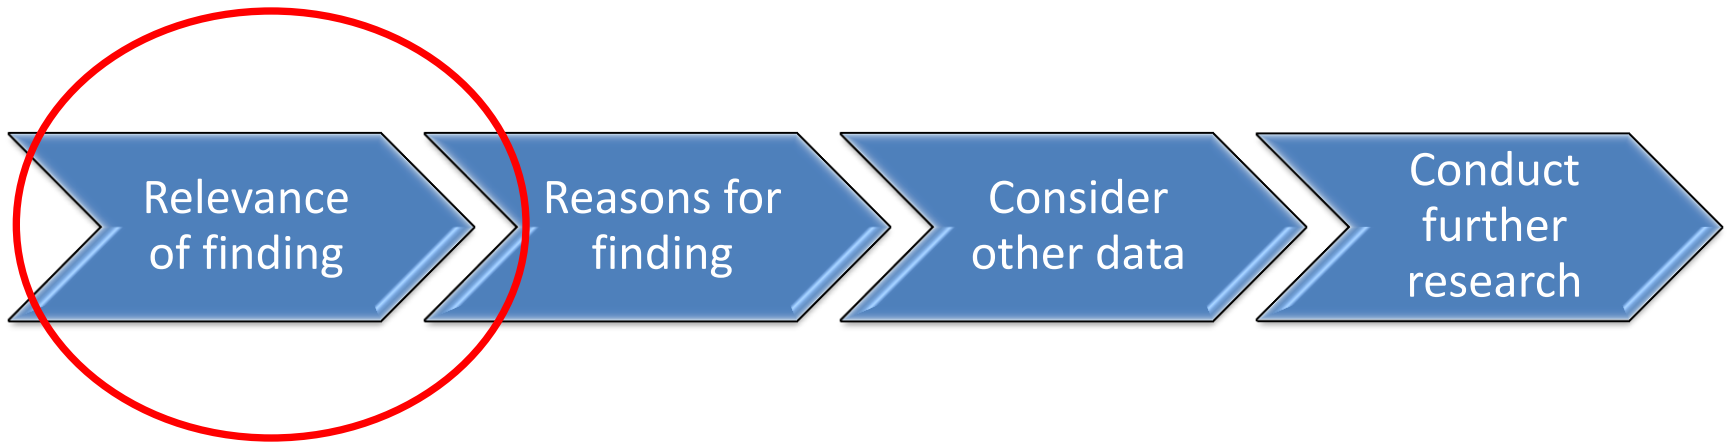 Relevance
of finding
Reasons for
finding
Consider
other data
Conduct
further
research